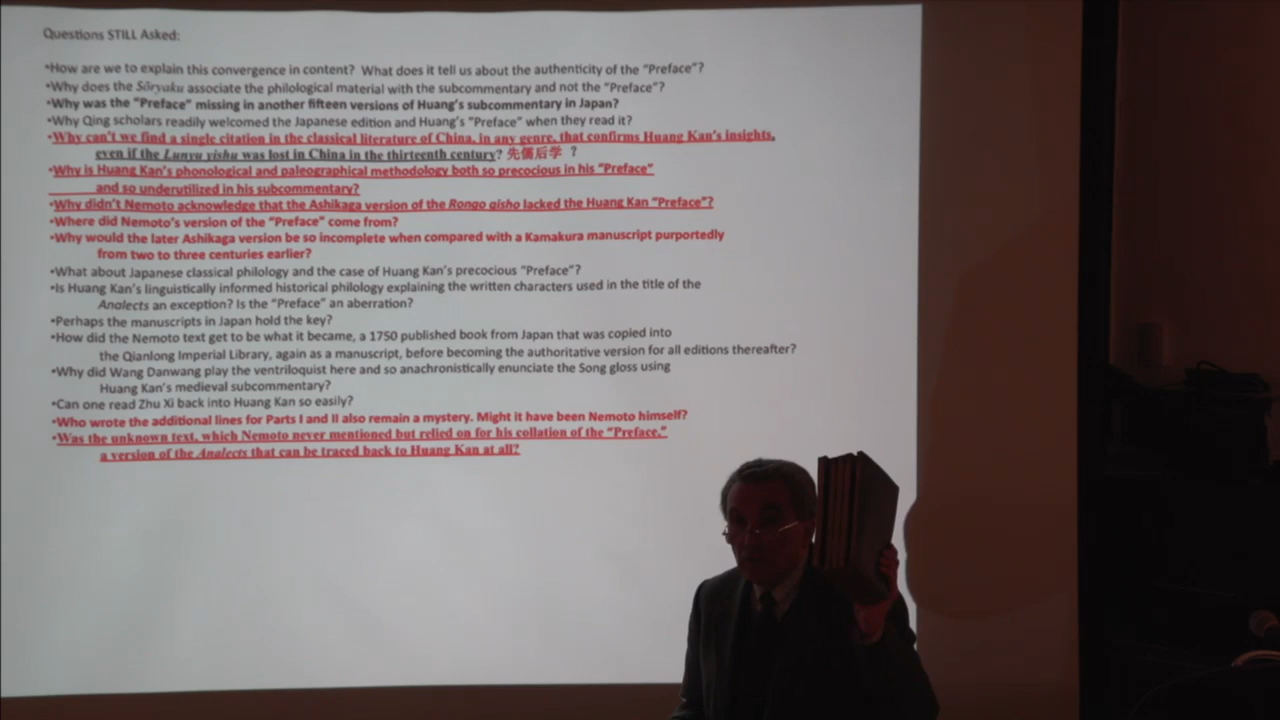 Questions STILL Asked:
•How are we to explain this convergence in content? What does it tell us about the authenticity of the "Preface"?
•Why does the Sōryaku associate the philological material with the subcommentary and not the "Preface"?
•Why was the "Preface" missing in another fifteen versions of Huang's subcommentary in Japan?
•Why Qing scholars readily welcomed the Japanese edition and Huang's "Preface" when they read it?
•Why can't we find a single citation in the classical literature of China, in any genre, that confirms Huang Kan's insights,
even if the Lunyu yishu was lost in China in the thirteenth century? 先儒后学 ?
•Why is Huang Kan's phonological and paleographical methodology both so precocious in his "Preface"
and so underutilized in his subcommentary?
•Why didn't Nemoto acknowledge that the Ashikaga version of the Rongo gisho lacked the Huang Kan "Preface"?
•Where did Nemoto's version of the "Preface" come from?
•Why would the later Ashikaga version be so incomplete when compared with a Kamakura manuscript purportedly
from two to three centuries earlier?
•What about Japanese classical philology and the case of Huang Kan's precocious "Preface"?
•Is Huang Kan's linguistically informed historical philology explaining the written characters used in the title of the
Analects an exception? Is the "Preface" an aberration?
•Perhaps the manuscripts in Japan hold the key?
•How did the Nemoto text get to be what it became, a 1750 published book from Japan that was copied into
the Qianlong Imperial Library, again as a manuscript, before becoming the authoritative version for all editions thereafter?
•Why did Wang Danwang play the ventriloquist here and so anachronistically enunciate the Song gloss using
Huang Kan's medieval subcommentary?
•Can one read Zhu Xi back into Huang Kan so easily?
•Who wrote the additional lines for Parts I and II also remain a mystery. Might it have been Nemoto himself?
•Was the unknown text, which Nemoto never mentioned but relied on for his collation of the "Preface,"
a version of the Analects that can be traced back to Huang Kan at all?